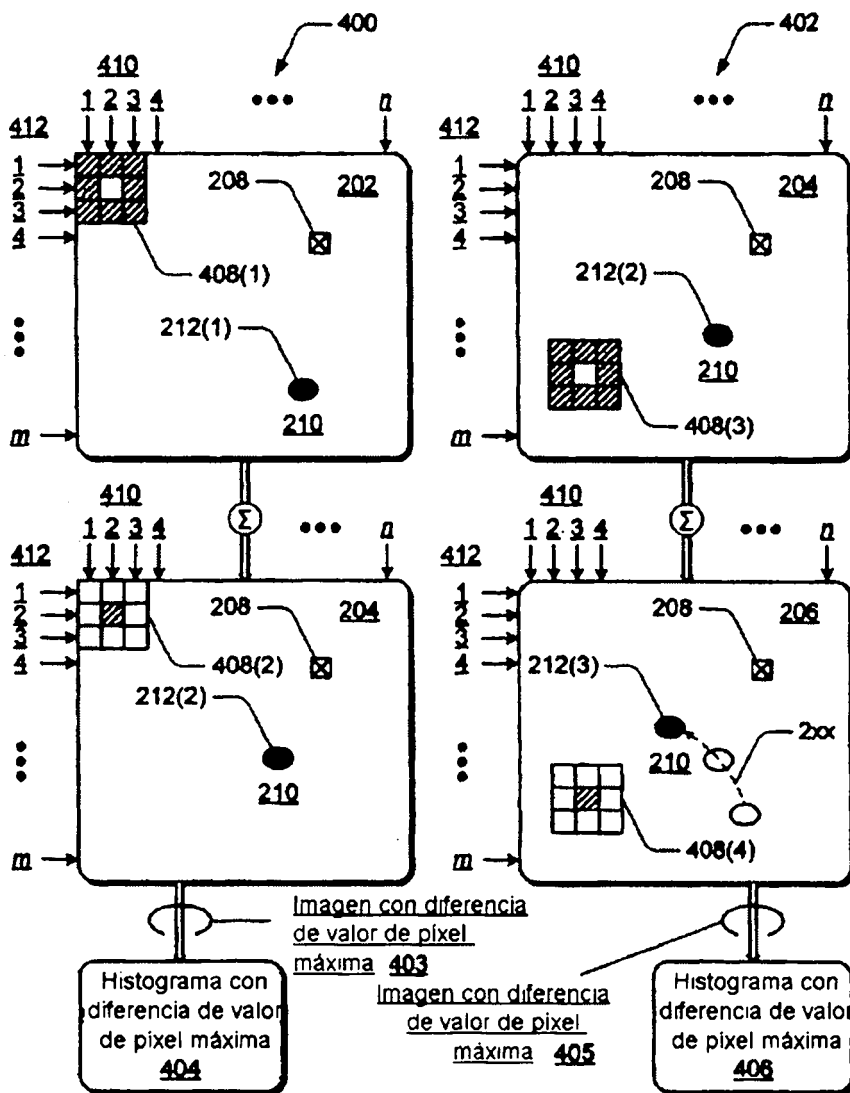 400
402
410
410
1 2 3 4 ••• n
1 2 3 4 ••• n
412
412
1
2
3
4
m
208
202
408(1)
212(1)
210
1
2
3
4
m
208
204
212(2)
210
408(3)
Σ
Σ
410
410
1 2 3 4 ••• n
1 2 3 4 ••• n
412
412
1
2
3
4
m
208
204
408(2)
212(2)
210
1
2
3
4
m
208
206
212(3)
210
2xx
408(4)
Imagen con diferencia
de valor de píxel
máxima 403
Imagen con diferencia
de valor de pixel
máxima 405
Histograma con
diferencia de valor
de píxel máxima
404
Histograma con
diferencia de valor
de píxel máxima
406